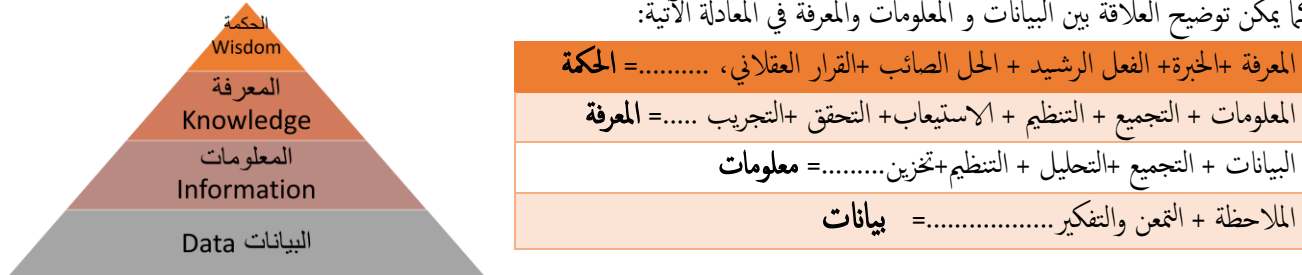 كما يمكن توضيح العلاقة بين البيانات و المعلومات والمعرفة في المعادلة الآتية:
المعرفة +الخبرة+ الفعل الرشيد + الحل الصائب +القرار العقلاني، ..........= الحكمة
المعلومات + التجميع + التنظيم + الاستيعاب+ التحقق +التجريب .....= المعرفة
البيانات + التجميع +التحليل + التنظيم+تخزين.........= معلومات
الملاحظة + التمعن والتفكير..................= بيانات
الحكمة
Wisdom
المعرفة
Knowledge
المعلومات
Information
البيانات Data